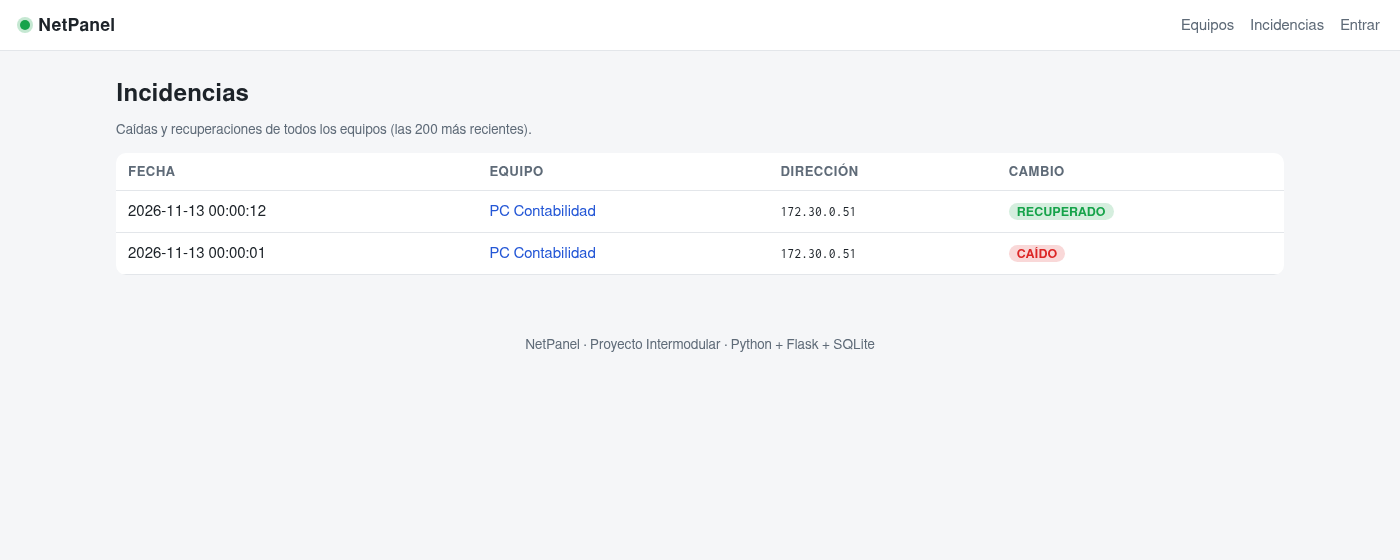 NetPanel
Equipos Incidencias Entrar
Incidencias
Caídas y recuperaciones de todos los equipos (las 200 más recientes).
FECHA EQUIPO DIRECCIÓN CAMBIO
2026-11-13 00:00:12 PC Contabilidad 172.30.0.51 RECUPERADO
2026-11-13 00:00:01 PC Contabilidad 172.30.0.51 CAÍDO
NetPanel · Proyecto Intermodular · Python + Flask + SQLite